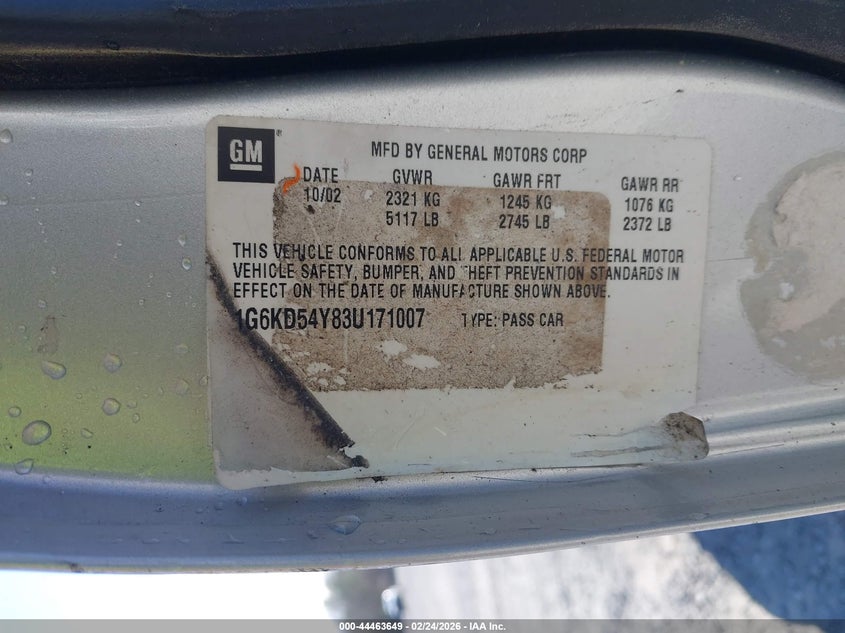 GM
MFD BY GENERAL MOTORS CORP
DATE GVWR GAWR FRT GAWR RR
10/02 2321 KG 1245 KG 1076 KG
5117 LB 2745 LB 2372 LB
THIS VEHICLE CONFORMS TO ALL APPLICABLE U.S. FEDERAL MOTOR
VEHICLE SAFETY, BUMPER, AND THEFT PREVENTION STANDARDS IN
EFFECT ON THE DATE OF MANUFACTURE SHOWN ABOVE.
1G6KD54Y83U171007 TYPE: PASS CAR
000-44463649 - 02/24/2026 - IAA Inc.